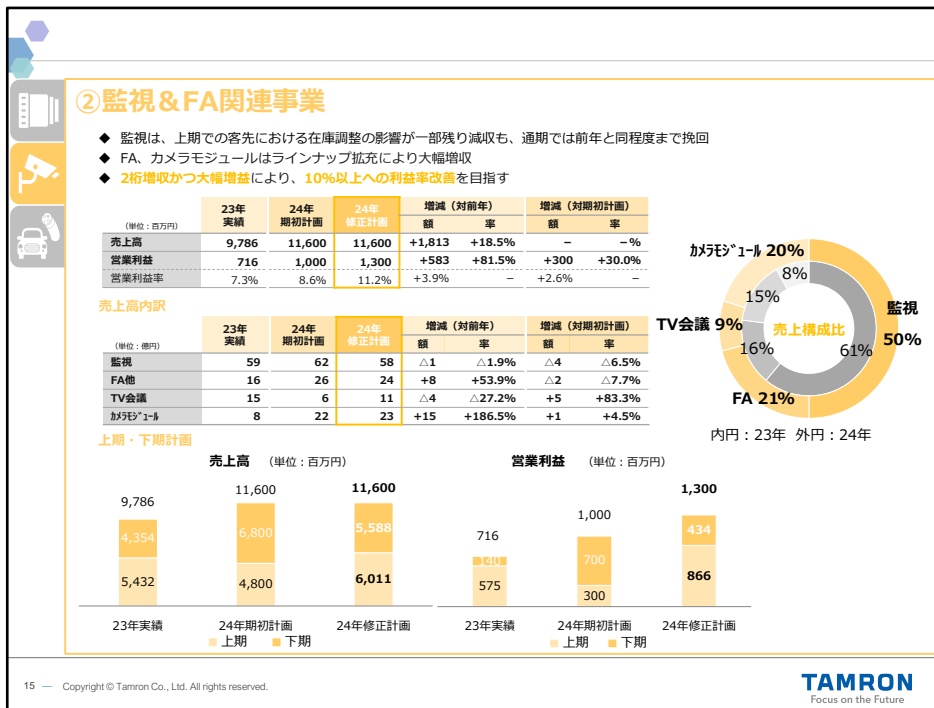 ②監視＆FA関連事業
◆ 監視は、上期での客先における在庫調整の影響が一部残り減収も、通期では前年と同程度まで挽回
◆ FA、カメラモジュールはラインナップ拡充により大幅増収
◆ 2桁増収かつ大幅増益により、10%以上への利益率改善を目指す
（単位：百万円） 23年実績 24年期初計画 24年修正計画 増減（対前年） 増減（対期初計画）
額 率 額 率
売上高 9,786 11,600 11,600 +1,813 +18.5% － －%
営業利益 716 1,000 1,300 +583 +81.5% +300 +30.0%
営業利益率 7.3% 8.6% 11.2% +3.9% － +2.6% －
売上高内訳
（単位：億円） 23年実績 24年期初計画 24年修正計画 増減（対前年） 増減（対期初計画）
額 率 額 率
監視 59 62 58 △1 △1.9% △4 △6.5%
FA他 16 26 24 +8 +53.9% △2 △7.7%
TV会議 15 6 11 △4 △27.2% +5 +83.3%
ｶﾒﾗﾓｼﾞｭｰﾙ 8 22 23 +15 +186.5% +1 +4.5%
ｶﾒﾗﾓｼﾞｭｰﾙ 20%
8%
15%
監視
50%
TV会議 9%
売上構成比
16%
61%
FA 21%
内円：23年 外円：24年
上期・下期計画
売上高 （単位：百万円）
9,786
11,600
11,600
4,354
6,800
5,588
5,432
4,800
6,011
23年実績
24年期初計画
24年修正計画
上期 下期
営業利益 （単位：百万円）
716
1,000
1,300
140
700
434
575
300
866
23年実績
24年期初計画
24年修正計画
上期 下期
15 — Copyright © Tamron Co., Ltd. All rights reserved.
TAMRON
Focus on the Future